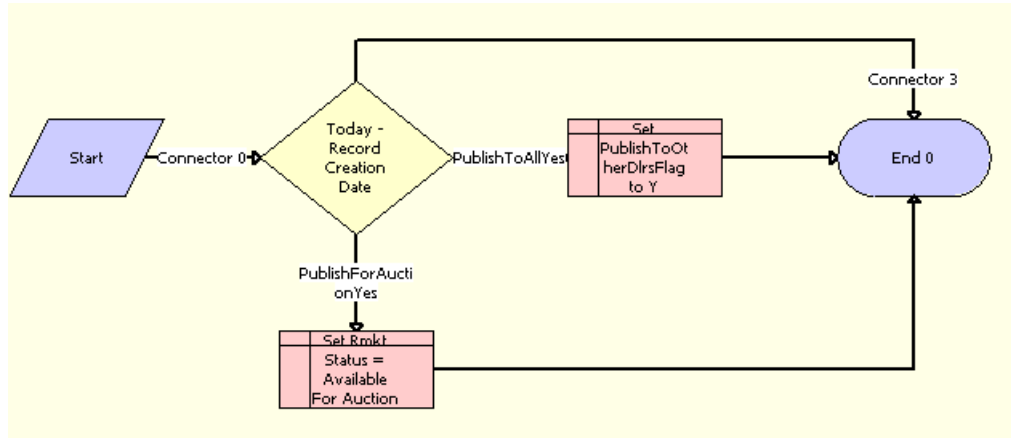 Connector 3
Start
Connector 0
Today -
Record
Creation
Date
PublishToAllYes
Set
PublishToOt
herDlrsFlag
to Y
End 0
PublishForAucti
onYes
Set Rmkt
Status =
Available
For Auction